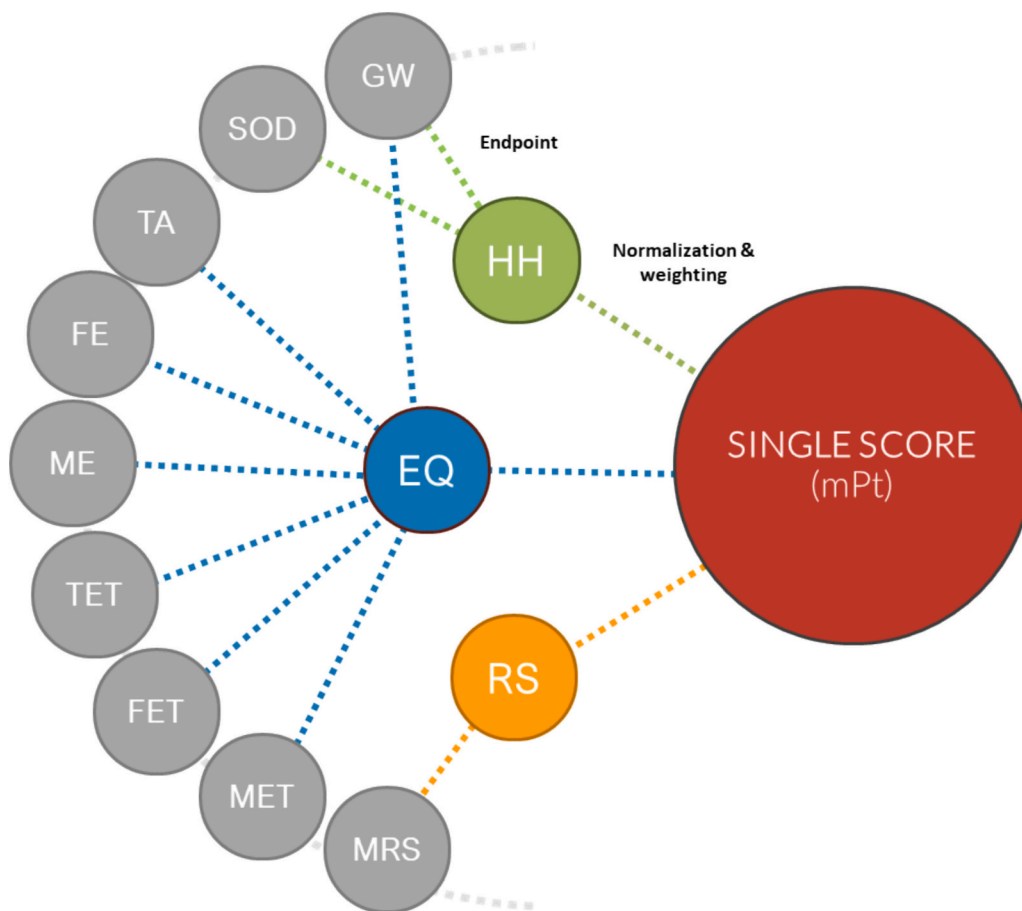 GW
SOD
Endpoint
TA
HH
Normalization &
weighting
FE
ME
EQ
SINGLE SCORE
(mPt)
TET
RS
FET
MET
MRS